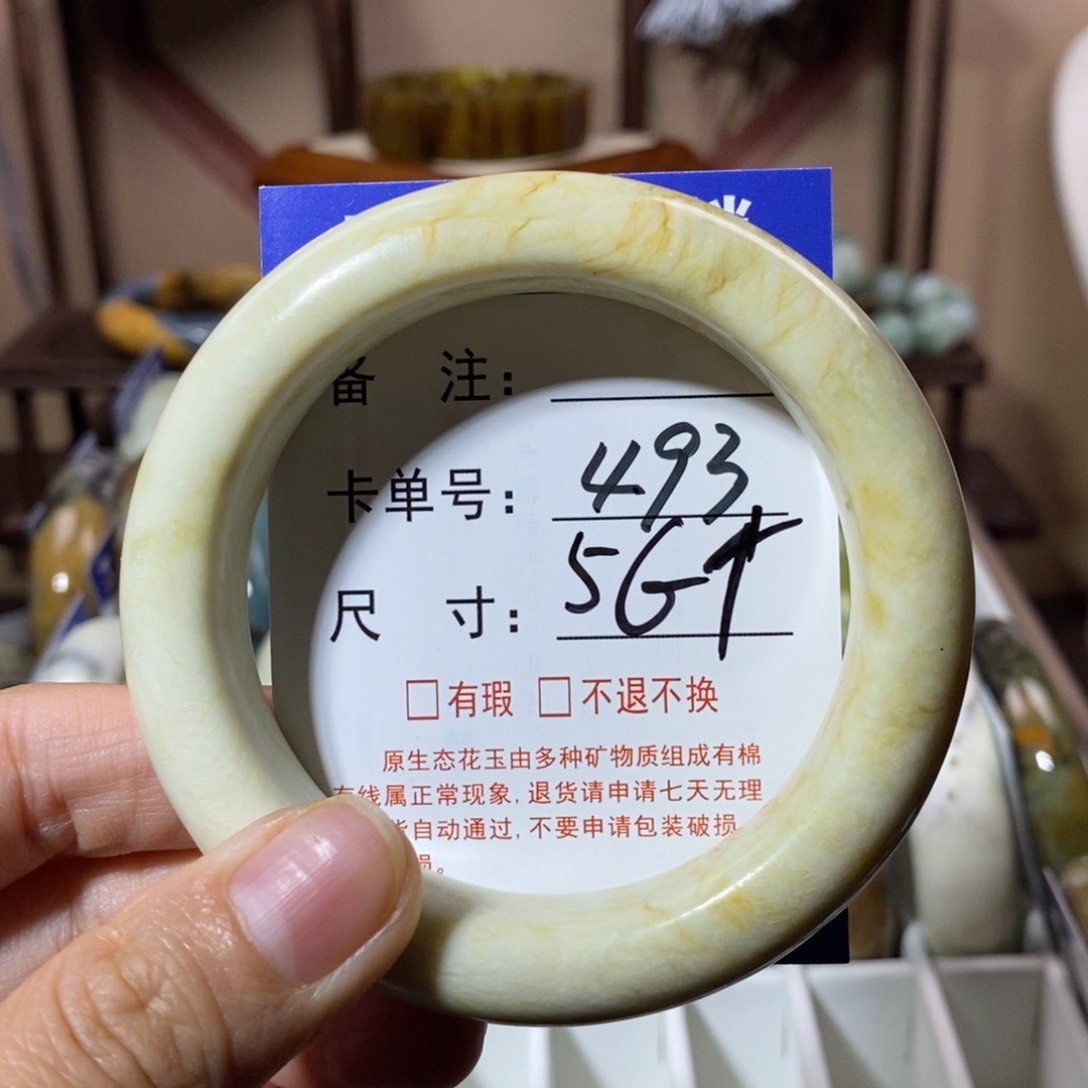 备 注:
卡单号: 493
尺 寸: 56↑
□有瑕 □不退不换
原生态花玉由多种矿物质组成有棉
有线属正常现象,退货请申请七天无理
自动通过,不要申请包装破损
损。